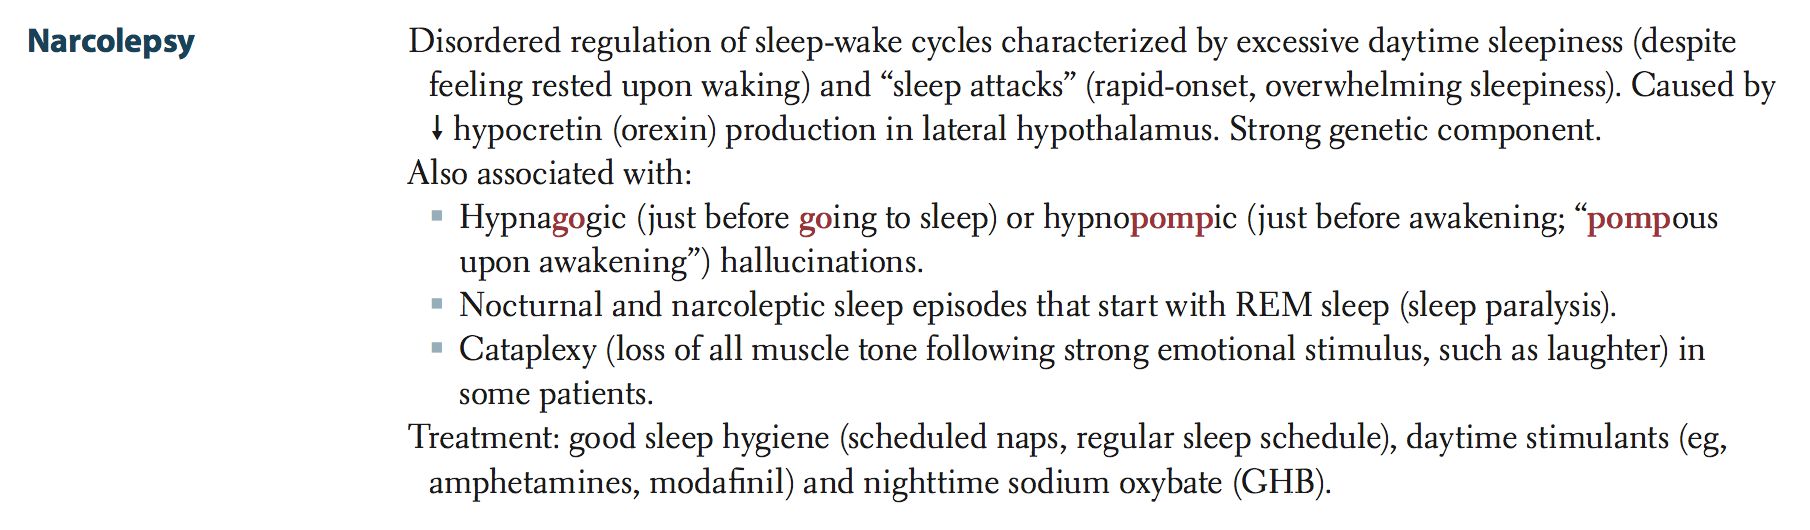 Narcolepsy
Disordered regulation of sleep-wake cycles characterized by excessive daytime sleepiness (despite
feeling rested upon waking) and “sleep attacks” (rapid-onset, overwhelming sleepiness). Caused by
↓ hypocretin (orexin) production in lateral hypothalamus. Strong genetic component.
Also associated with:
▪ Hypnagogic (just before going to sleep) or hypnopompic (just before awakening; “pompous
upon awakening”) hallucinations.
▪ Nocturnal and narcoleptic sleep episodes that start with REM sleep (sleep paralysis).
▪ Cataplexy (loss of all muscle tone following strong emotional stimulus, such as laughter) in
some patients.
Treatment: good sleep hygiene (scheduled naps, regular sleep schedule), daytime stimulants (eg,
amphetamines, modafinil) and nighttime sodium oxybate (GHB).